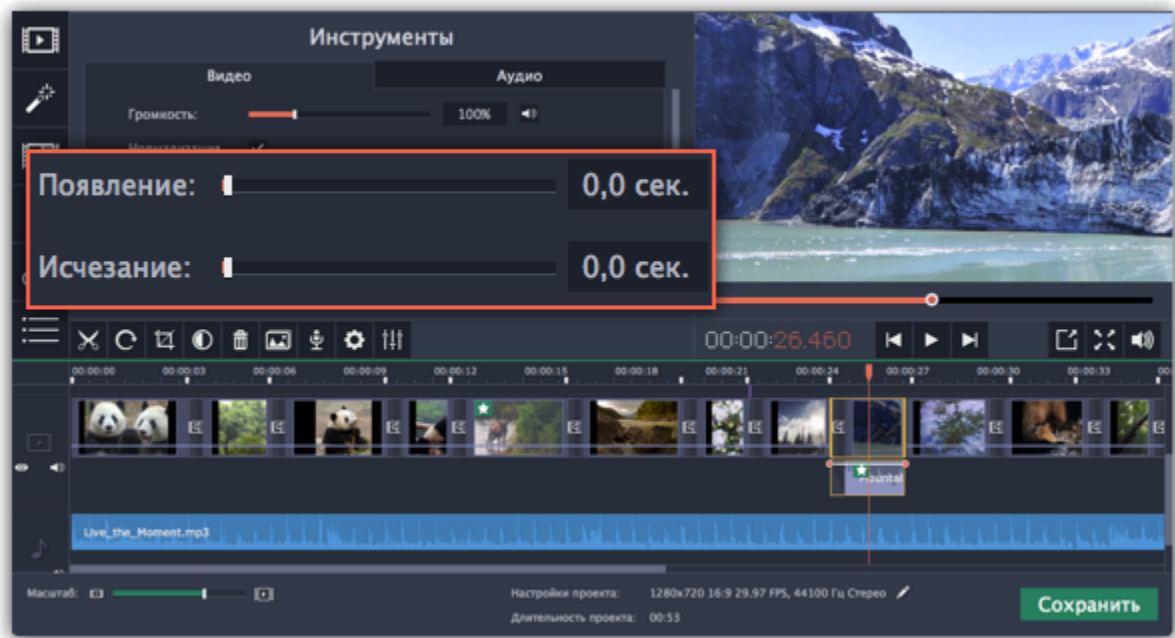 Инструменты
Видео Аудио
Громкость: 100%
Нормализация
Появление: 0,0 сек.
Исчезание: 0,0 сек.
00:00:26.460
00:00:00 00:00:03 00:00:06 00:00:09 00:00:12 00:00:15 00:00:18 00:00:21 00:00:24 00:00:27 00:00:30 00:00:33 00:
Mountai
Live_the_Moment.mp3
Масштаб: Настройки проекта: 1280x720 16:9 29.97 FPS, 44100 Гц Стерео
Длительность проекта: 00:53
Сохранить